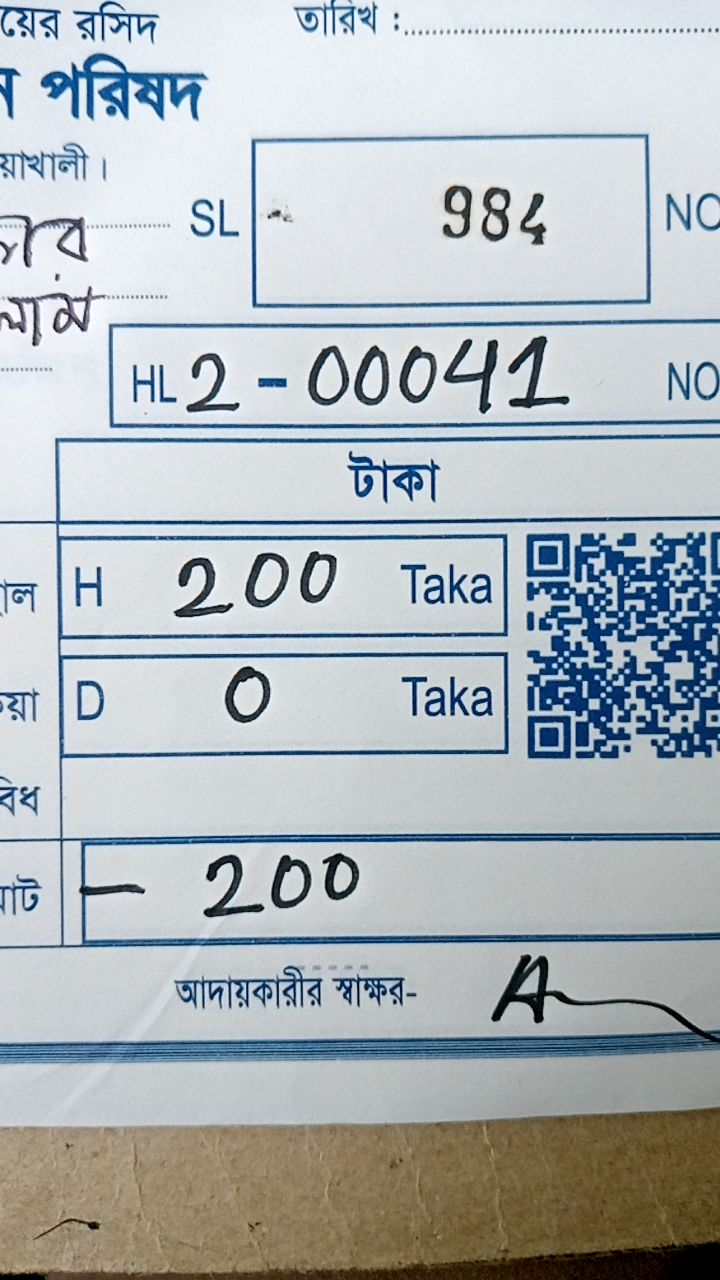 য়ের রসিদ তারিখ :
ন পরিষদ
য়াখালী।
SL 984 NO
HL 2-00041 NO
টাকা
হাল H 200 Taka
কেয়া D 0 Taka
বিধ
মোট - 200
আদায়কারীর স্বাক্ষর-